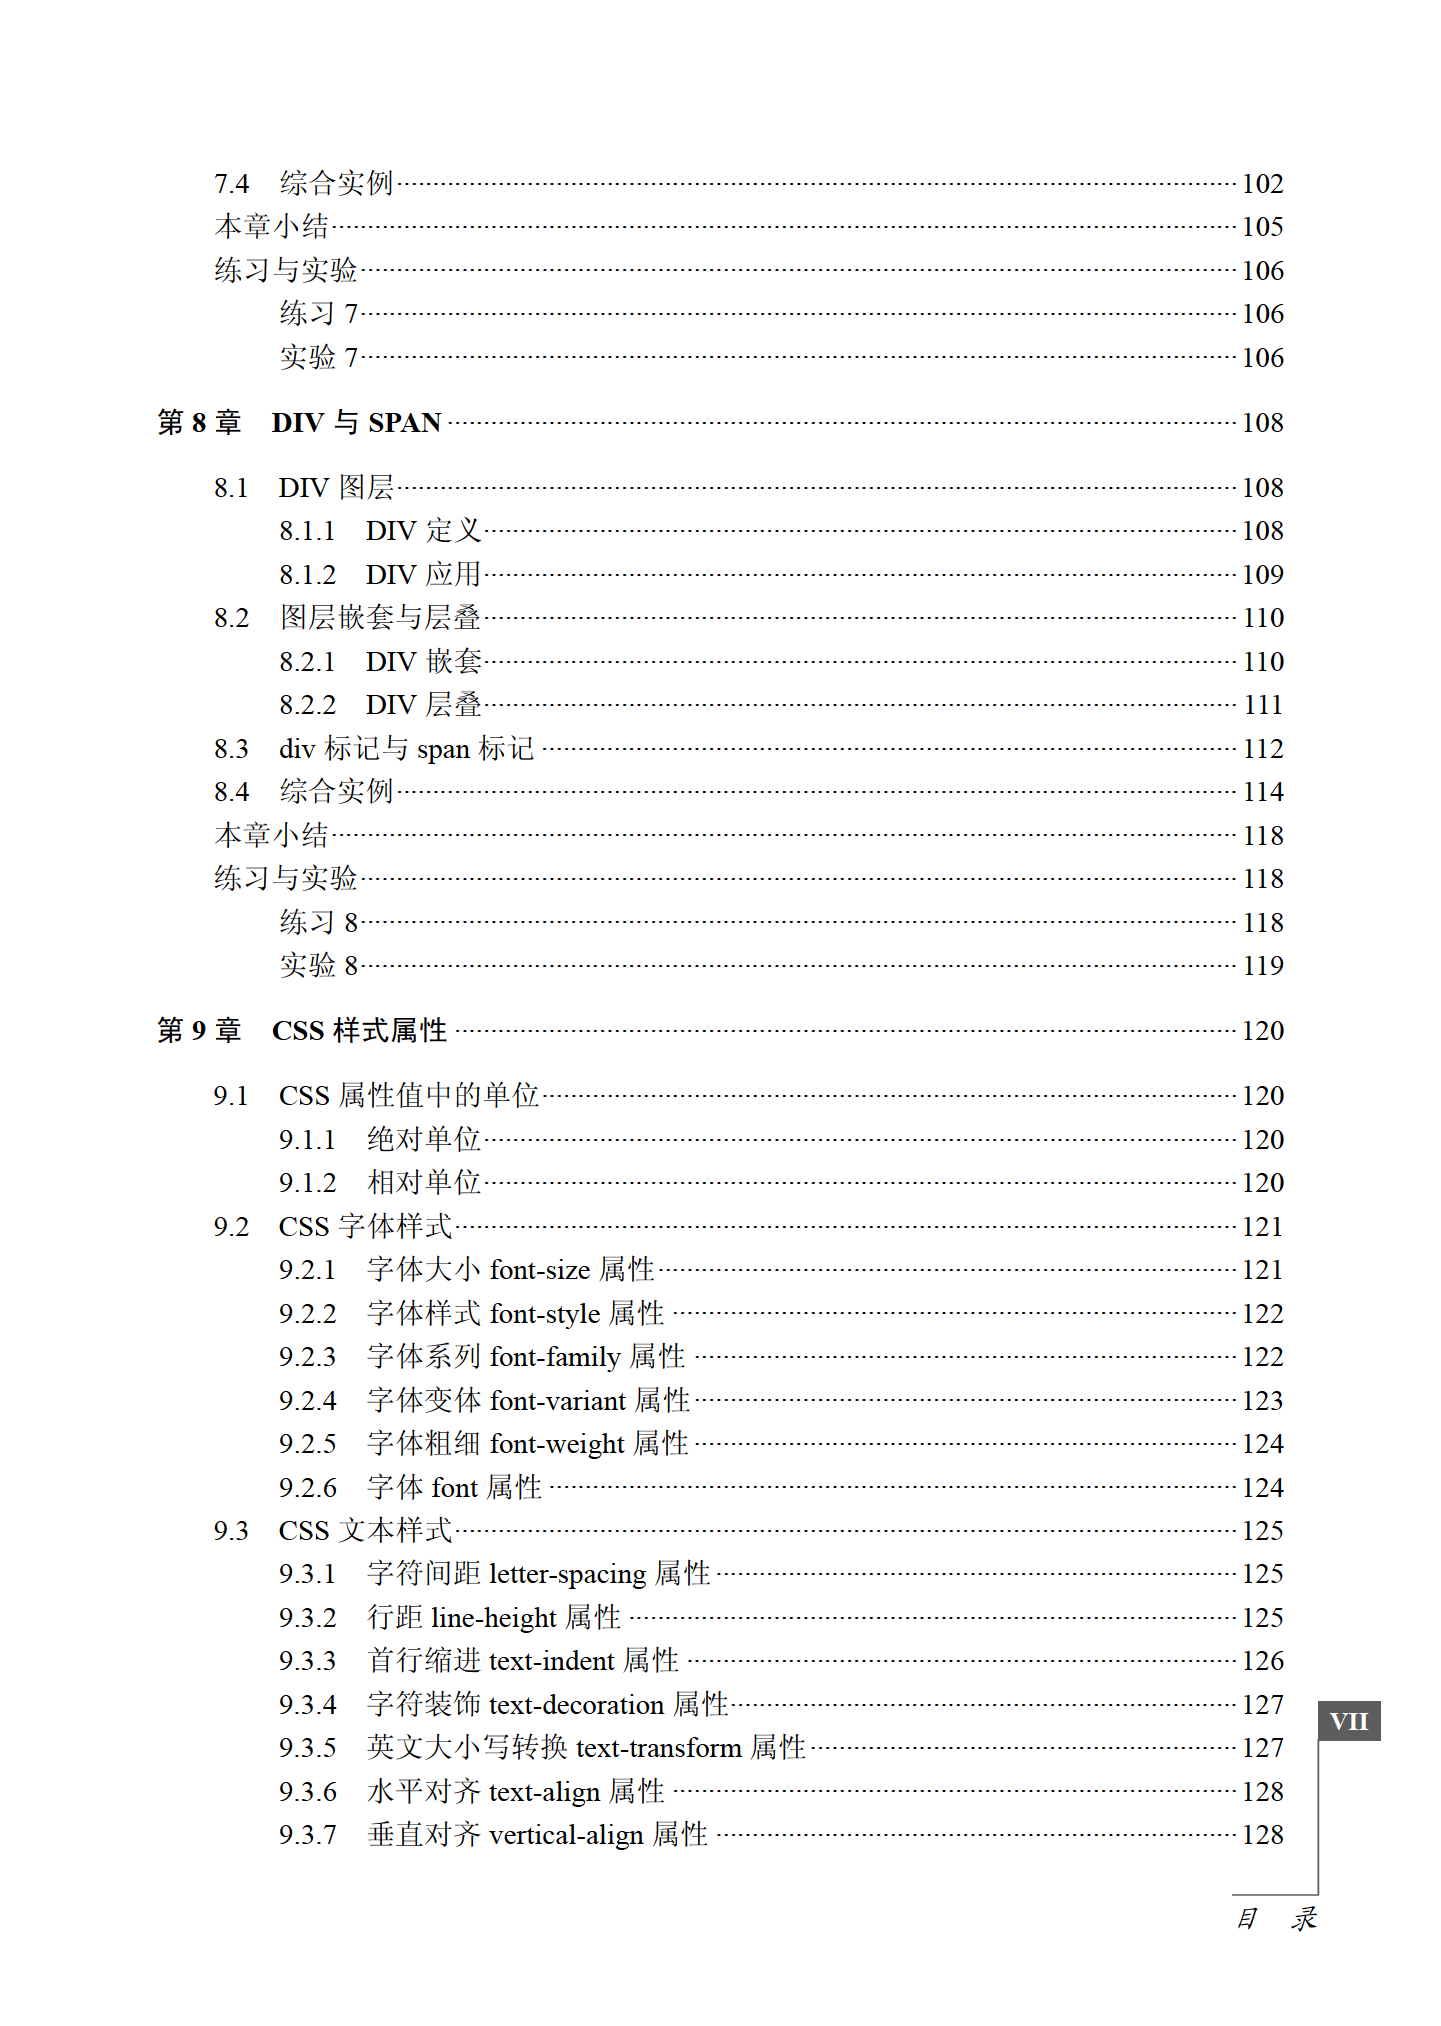 7.4 综合实例 102
本章小结 105
练习与实验 106
练习 7 106
实验 7 106
第 8 章 DIV 与 SPAN 108
8.1 DIV 图层 108
8.1.1 DIV 定义 108
8.1.2 DIV 应用 109
8.2 图层嵌套与层叠 110
8.2.1 DIV 嵌套 110
8.2.2 DIV 层叠 111
8.3 div 标记与 span 标记 112
8.4 综合实例 114
本章小结 118
练习与实验 118
练习 8 118
实验 8 119
第 9 章 CSS 样式属性 120
9.1 CSS 属性值中的单位 120
9.1.1 绝对单位 120
9.1.2 相对单位 120
9.2 CSS 字体样式 121
9.2.1 字体大小 font-size 属性 121
9.2.2 字体样式 font-style 属性 122
9.2.3 字体系列 font-family 属性 122
9.2.4 字体变体 font-variant 属性 123
9.2.5 字体粗细 font-weight 属性 124
9.2.6 字体 font 属性 124
9.3 CSS 文本样式 125
9.3.1 字符间距 letter-spacing 属性 125
9.3.2 行距 line-height 属性 125
9.3.3 首行缩进 text-indent 属性 126
9.3.4 字符装饰 text-decoration 属性 127
9.3.5 英文大小写转换 text-transform 属性 127
9.3.6 水平对齐 text-align 属性 128
9.3.7 垂直对齐 vertical-align 属性 128
VII
目 录